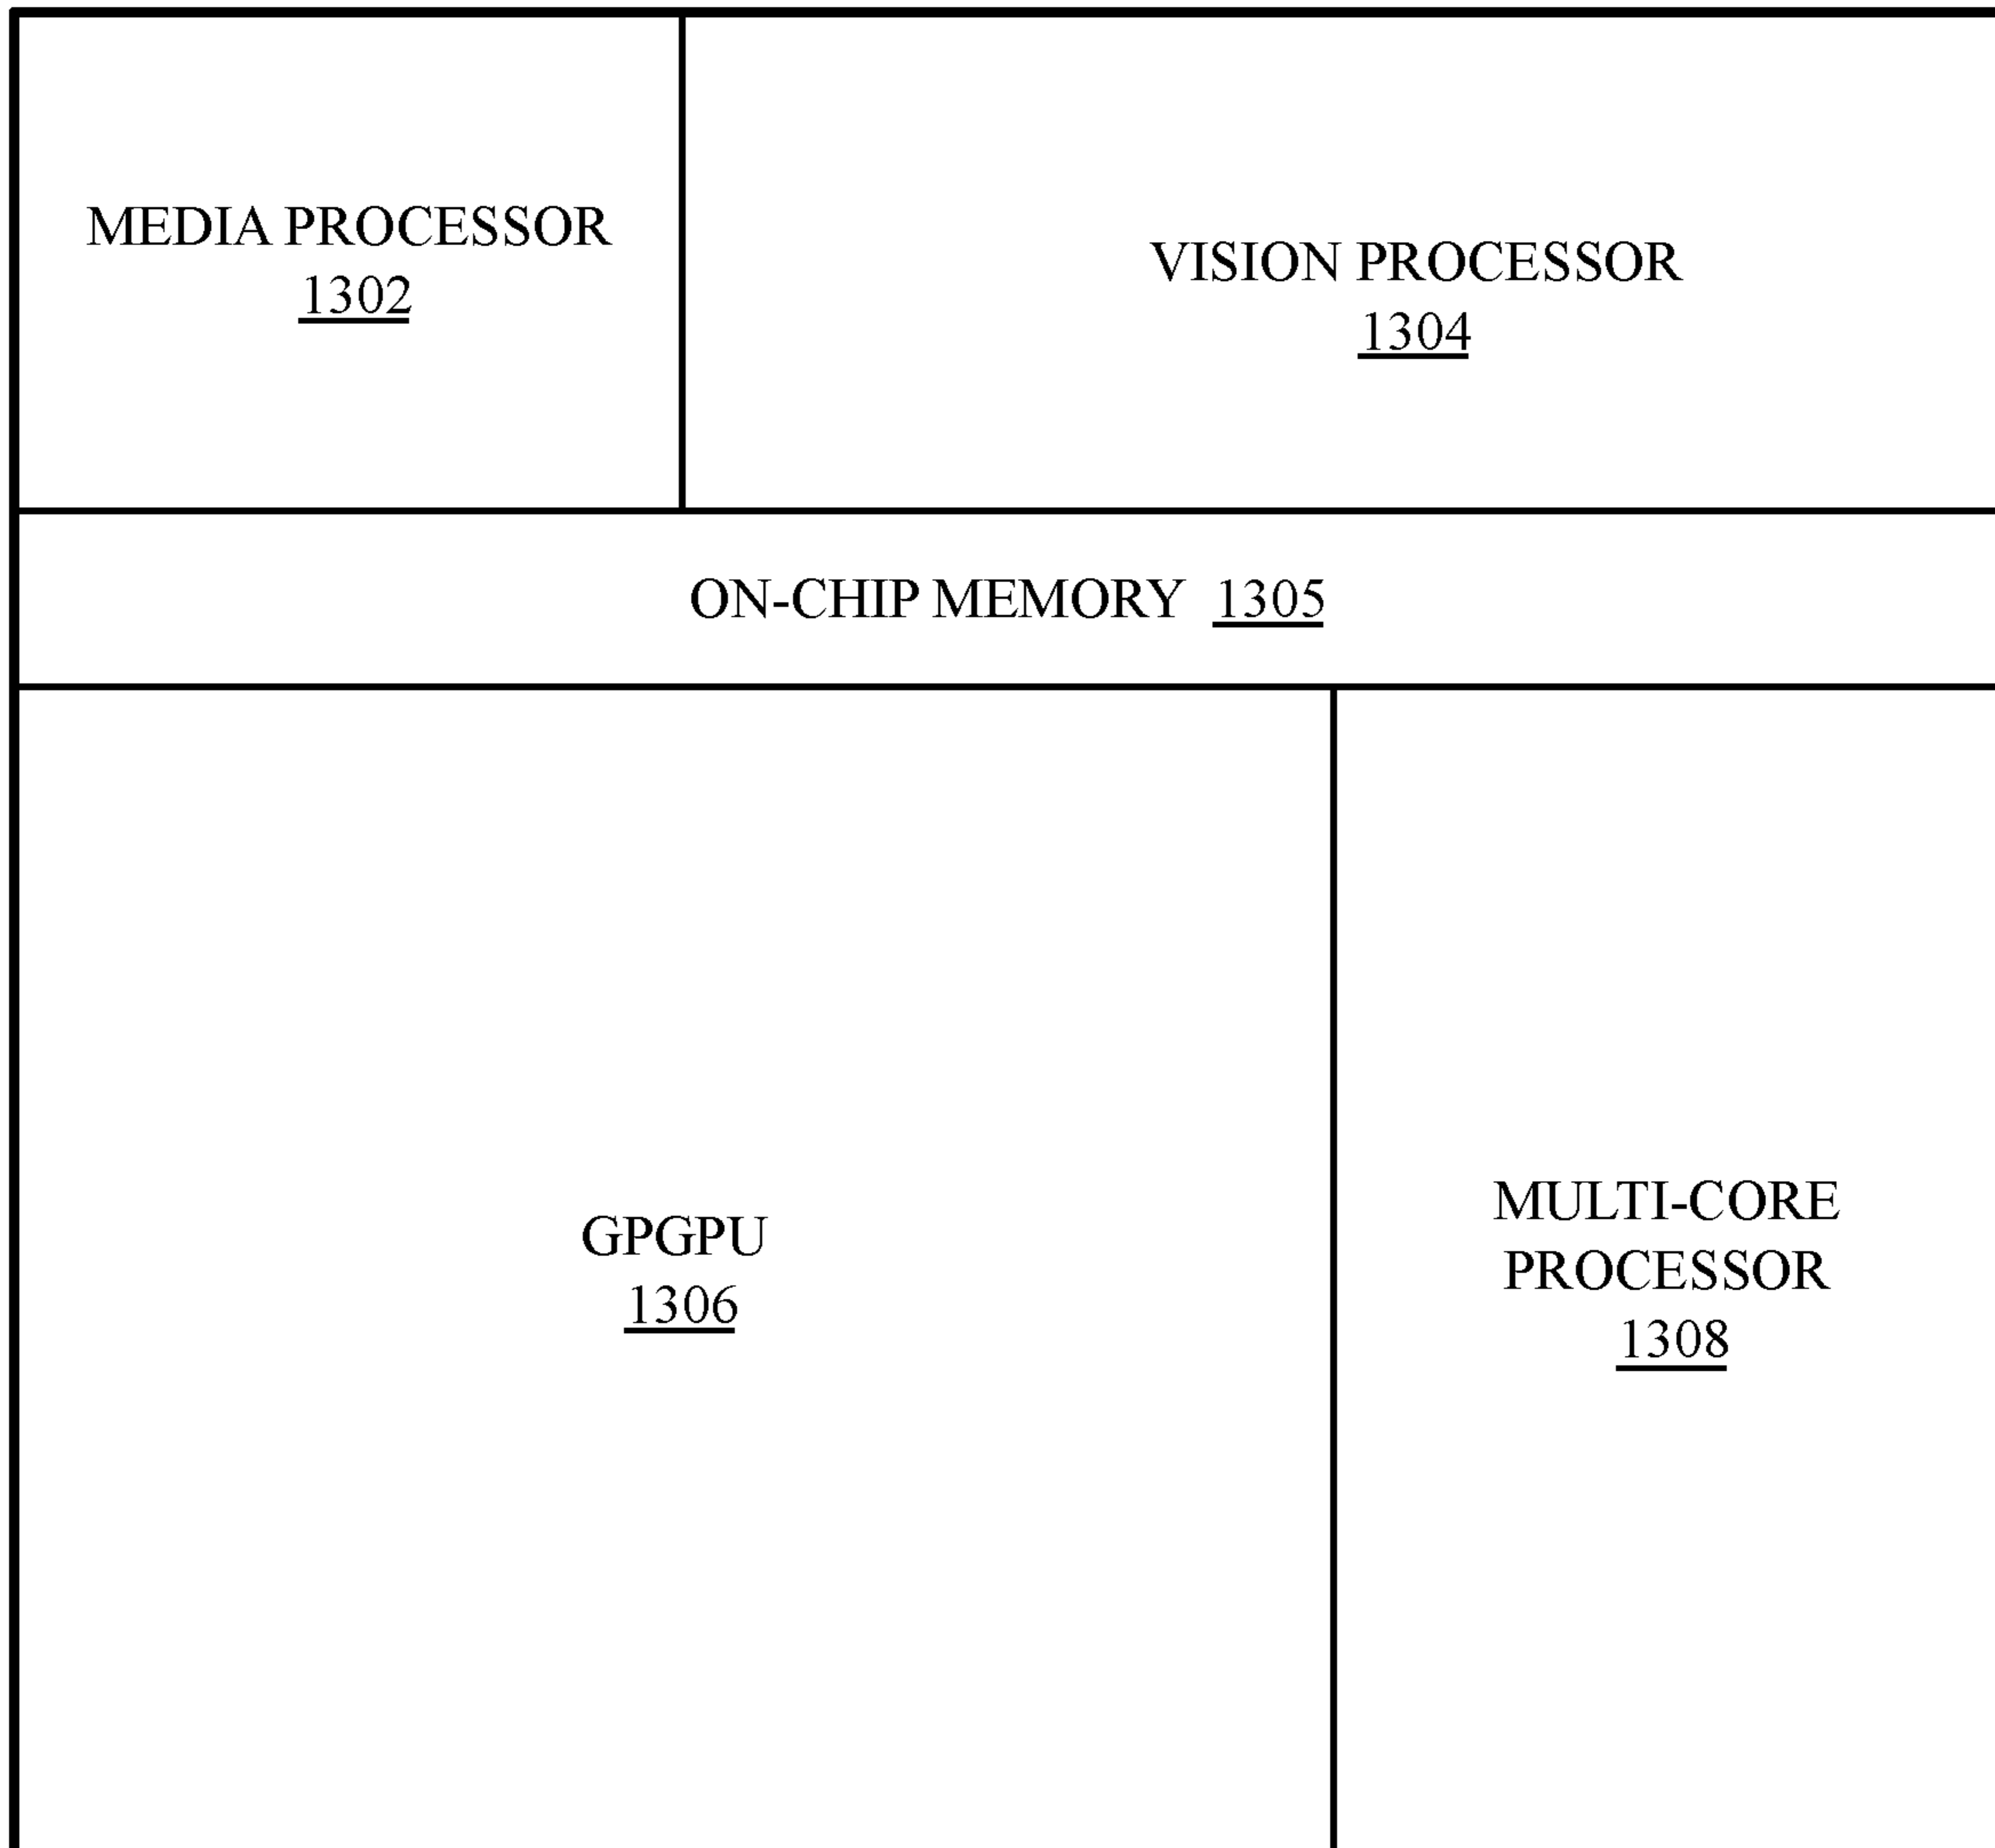 MEDIA PROCESSOR
1302
VISION PROCESSOR
1304
ON-CHIP MEMORY 1305
GPGPU
1306
MULTI-CORE
PROCESSOR
1308